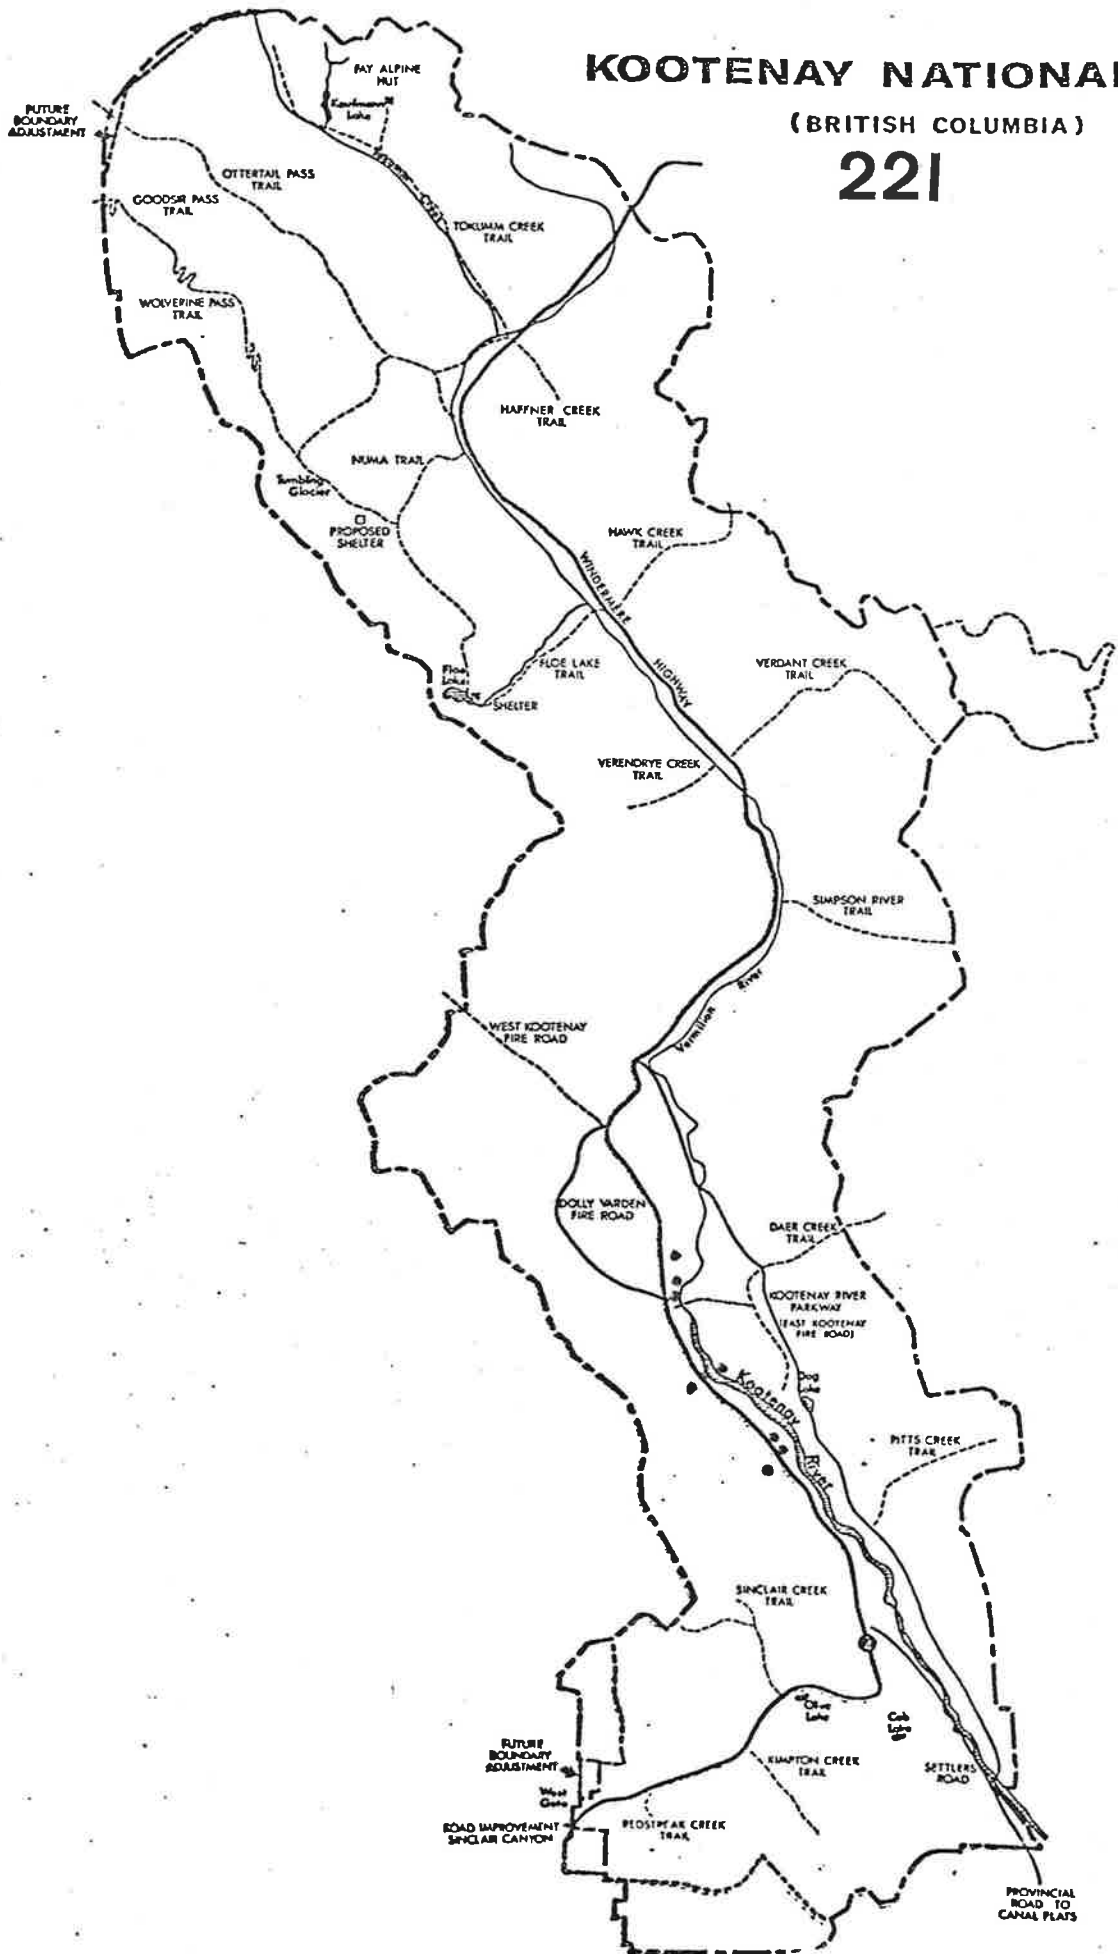 KOOTENAY NATIONAL
(BRITISH COLUMBIA)
221
FAY ALPINE
HUT
Kaufmann
Lake
FUTURE
BOUNDARY
ADJUSTMENT
OTTERTAIL PASS
TRAIL
GOODSIR PASS
TRAIL
TOKUMM CREEK
TRAIL
WOLVERINE PASS
TRAIL
HAFFNER CREEK
TRAIL
NUMA TRAIL
Tumbling
Glacier
PROPOSED
SHELTER
HAWK CREEK
TRAIL
WINDERMERE
HIGHWAY
FLOE LAKE
TRAIL
Floe
Lake
SHELTER
VERDANT CREEK
TRAIL
VERENDRYE CREEK
TRAIL
SIMPSON RIVER
TRAIL
Vermilion River
WEST KOOTENAY
FIRE ROAD
DOLLY VARDEN
FIRE ROAD
DAER CREEK
TRAIL
KOOTENAY RIVER
PARKWAY
(EAST KOOTENAY
FIRE ROAD)
Dog
Kootenay
River
PITTS CREEK
TRAIL
SINCLAIR CREEK
TRAIL
Olive
Lake
Cob
Lake
KIMPTON CREEK
TRAIL
SETTLERS
ROAD
FUTURE
BOUNDARY
ADJUSTMENT
West
Gate
ROAD IMPROVEMENT
SINCLAIR CANYON
REDSTREAK CREEK
TRAIL
PROVINCIAL
ROAD TO
CANAL FLATS